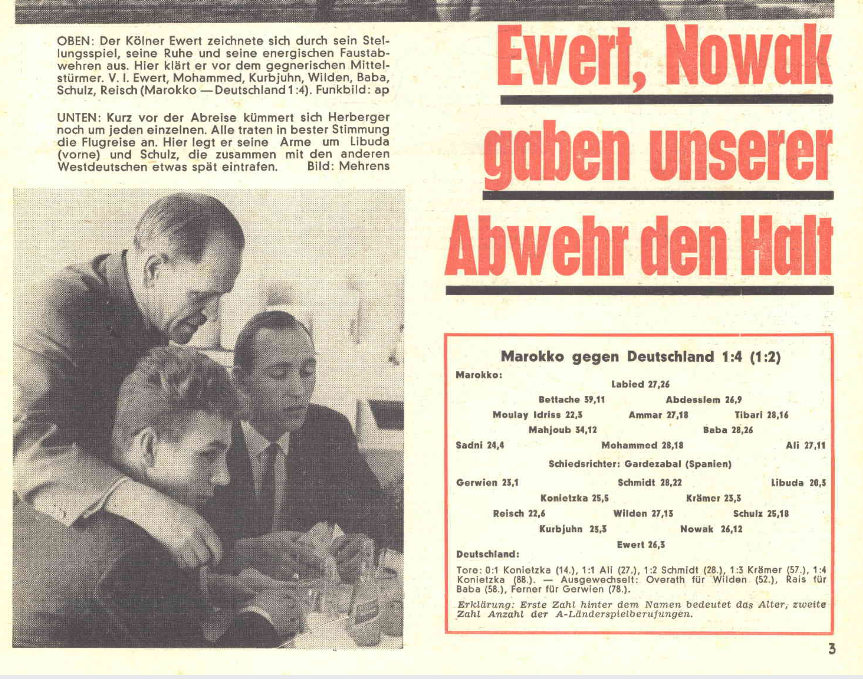 OBEN: Der Kölner Ewert zeichnete sich durch sein Stel-
lungsspiel, seine Ruhe und seine energischen Faustab-
wehren aus. Hier klärt er vor dem gegnerischen Mittel-
stürmer. V. l. Ewert, Mohammed, Kurbjuhn, Wilden, Baba,
Schulz, Reisch (Marokko — Deutschland 1:4). Funkbild: ap
UNTEN: Kurz vor der Abreise kümmert sich Herberger
noch um jeden einzelnen. Alle traten in bester Stimmung
die Flugreise an. Hier legt er seine Arme um Libuda
(vorne) und Schulz, die zusammen mit den anderen
Westdeutschen etwas spät eintrafen. Bild: Mehrens
Ewert, Nowak
gaben unserer
Abwehr den Halt
Marokko gegen Deutschland 1:4 (1:2)
Marokko:
Labied 27,26
Bettache 39,11 Abdesslem 26,9
Moulay Idriss 22,3 Ammar 27,18 Tibari 28,16
Mahjoub 34,12 Baba 28,26
Sadni 24,4 Mohammed 28,18 Ali 27,11
Schiedsrichter: Gardezabal (Spanien)
Gerwien 23,1 Schmidt 28,22 Libuda 20,3
Konietzka 25,5 Krämer 23,3
Reisch 22,6 Wilden 27,13 Schulz 25,18
Kurbjuhn 23,3 Nowak 26,12
Ewert 26,3
Deutschland:
Tore: 0:1 Konietzka (14.), 1:1 Ali (27.), 1:2 Schmidt (28.), 1:3 Krämer (57.), 1:4
Konietzka (88.). — Ausgewechselt: Overath für Wilden (52.), Rais für
Baba (58.), Ferner für Gerwien (78.).
Erklärung: Erste Zahl hinter dem Namen bedeutet das Alter, zweite
Zahl Anzahl der A-Länderspielberufungen.
3